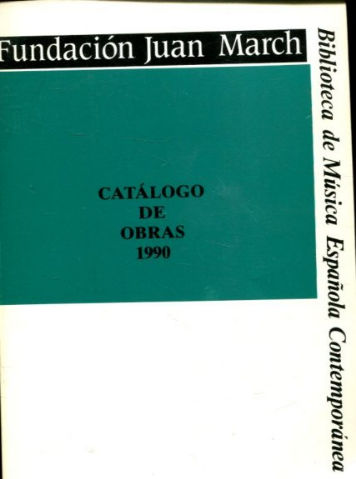 Fundación Juan March
CATÁLOGO
DE
OBRAS
1990
Biblioteca de Música Española Contemporánea